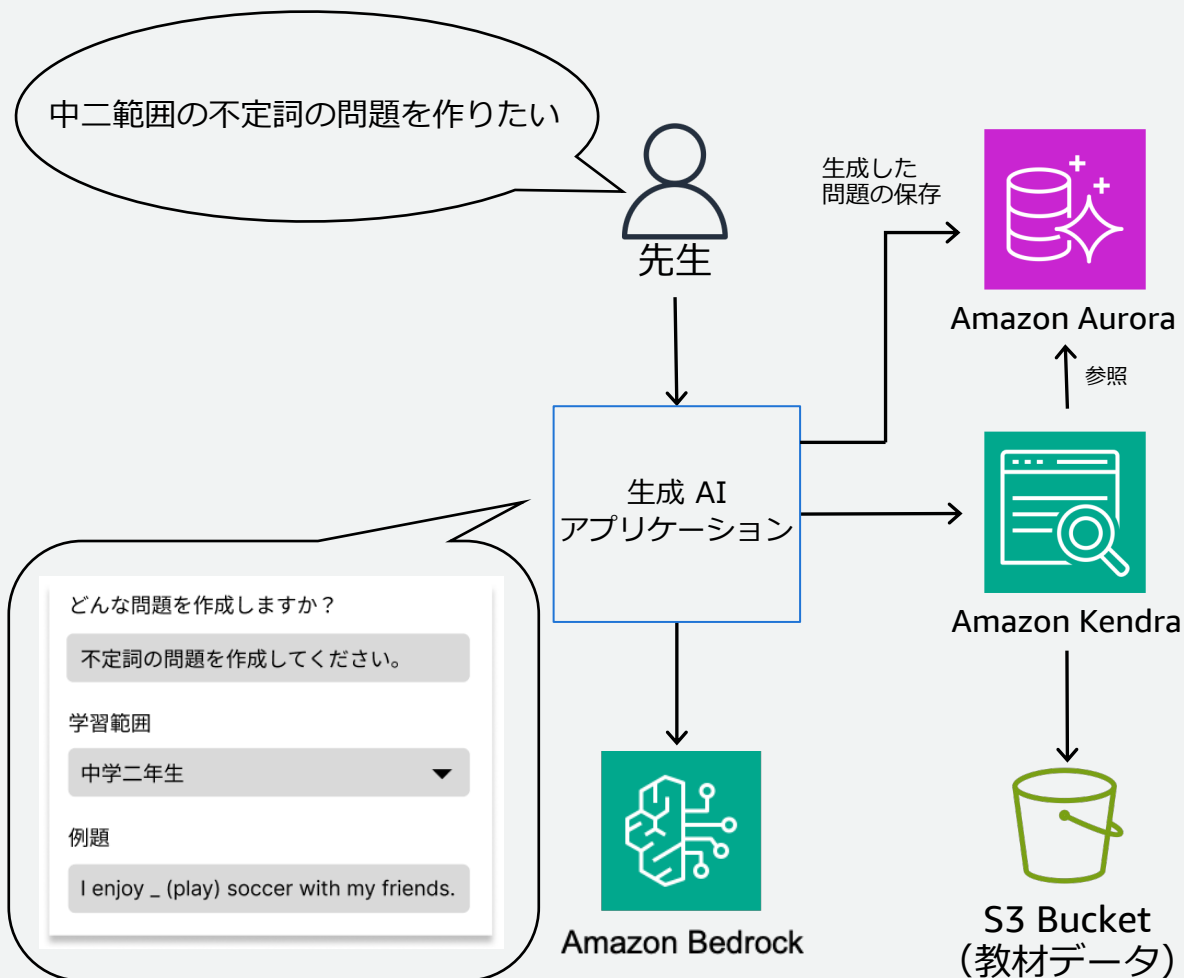 中二範囲の不定詞の問題を作りたい
先生
生成した
問題の保存
Amazon Aurora
参照
生成 AI
アプリケーション
Amazon Kendra
どんな問題を作成しますか？
不定詞の問題を作成してください。
学習範囲
中学二年生
例題
I enjoy _ (play) soccer with my friends.
Amazon Bedrock
S3 Bucket
（教材データ）